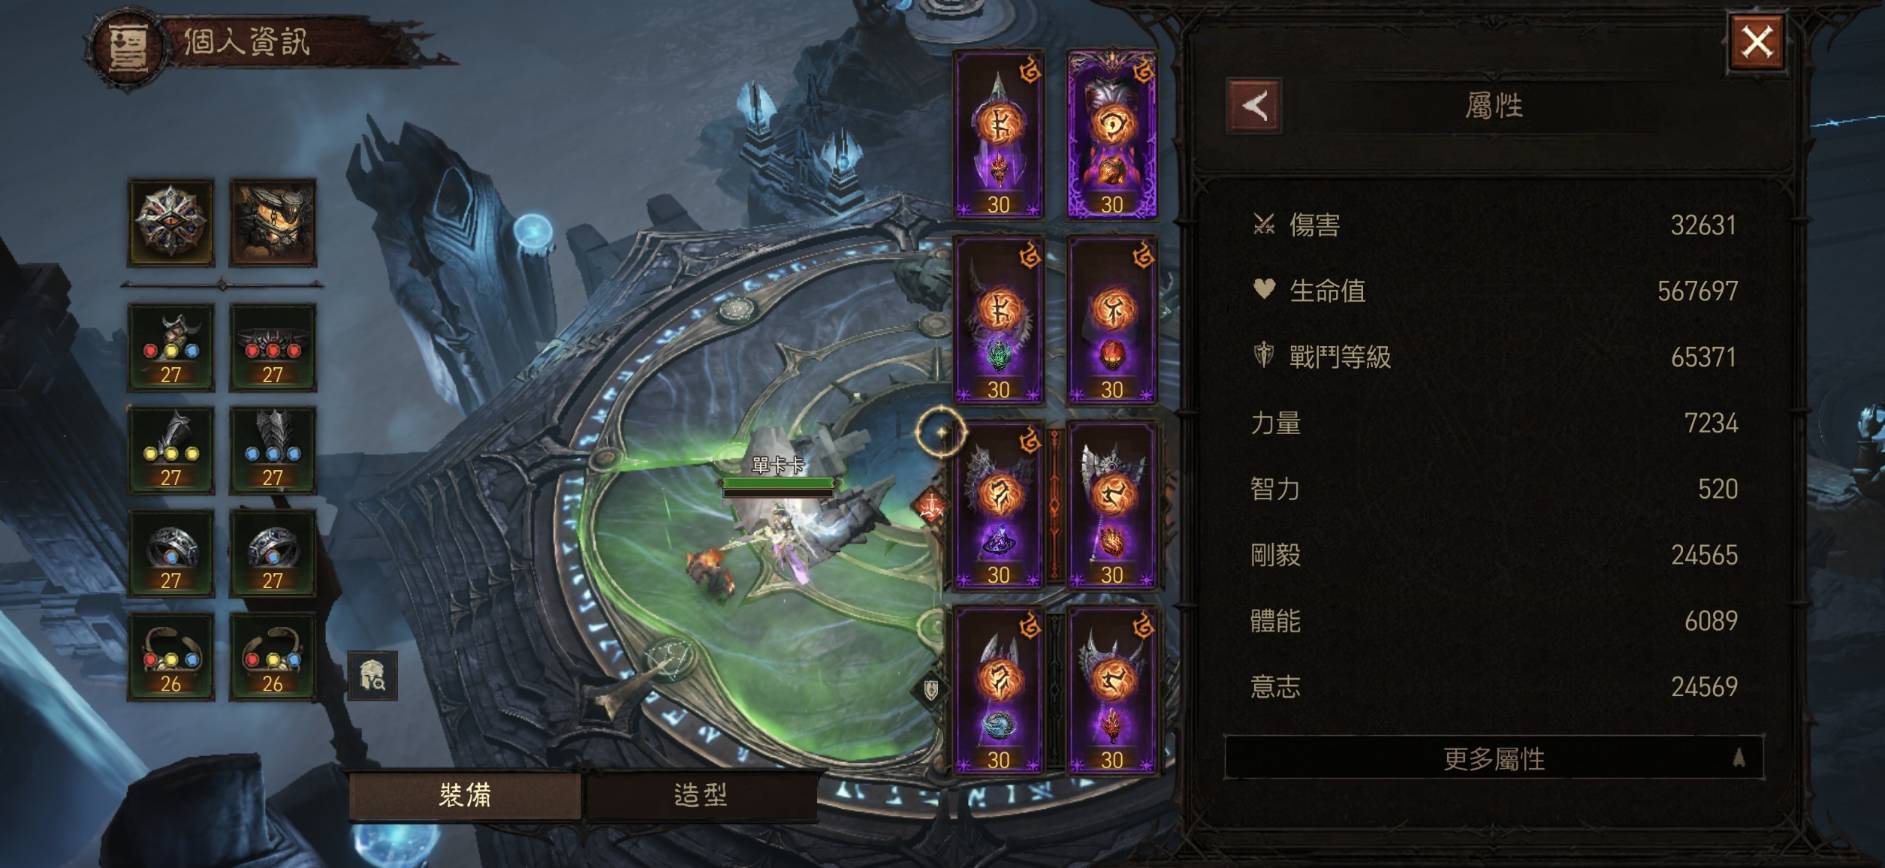 個人資訊
30
30
屬性
傷害 32631
生命值 567697
27
27
30
30
戰鬥等級 65371
力量 7234
27
27
單卡卡
智力 520
27
27
30
30
剛毅 24565
體能 6089
26
26
意志 24569
30
30
更多屬性
裝備
造型